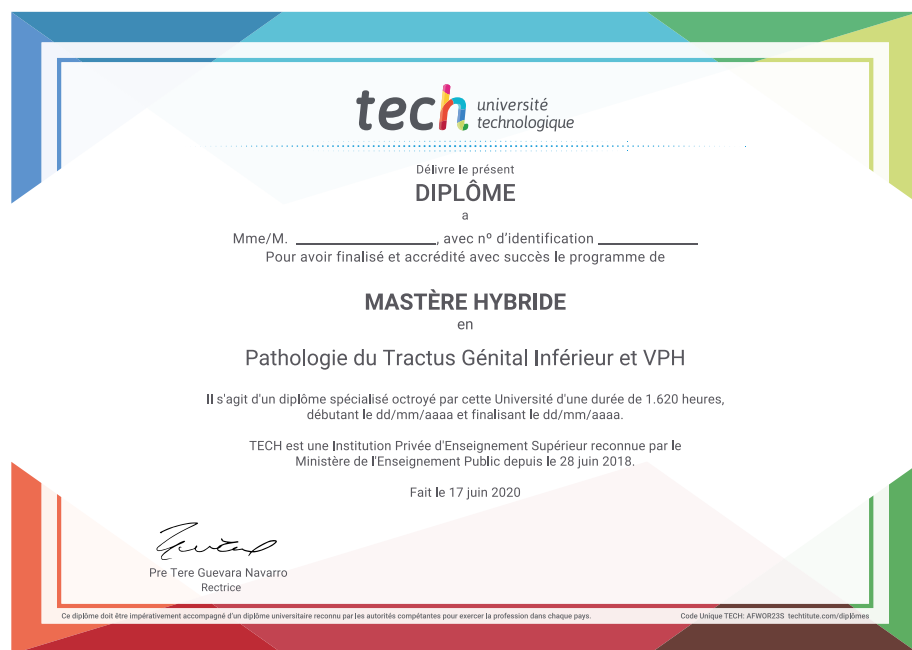 tech université
technologique
Délivre le présent
DIPLÔME
a
Mme/M. ____________, avec nº d'identification ____________
Pour avoir finalisé et accrédité avec succès le programme de
MASTÈRE HYBRIDE
en
Pathologie du Tractus Génital Inférieur et VPH
Il s'agit d'un diplôme spécialisé octroyé par cette Université d'une durée de 1.620 heures,
débutant le dd/mm/aaaa et finalisant le dd/mm/aaaa.
TECH est une Institution Privée d'Enseignement Supérieur reconnue par le
Ministère de l'Enseignement Public depuis le 28 juin 2018.
Fait le 17 juin 2020
Pre Tere Guevara Navarro
Rectrice
Ce diplôme doit être impérativement accompagné d'un diplôme universitaire reconnu par les autorités compétantes pour exercer la profession dans chaque pays.
Code Unique TECH: AFWOR23S techtitute.com/diplômes